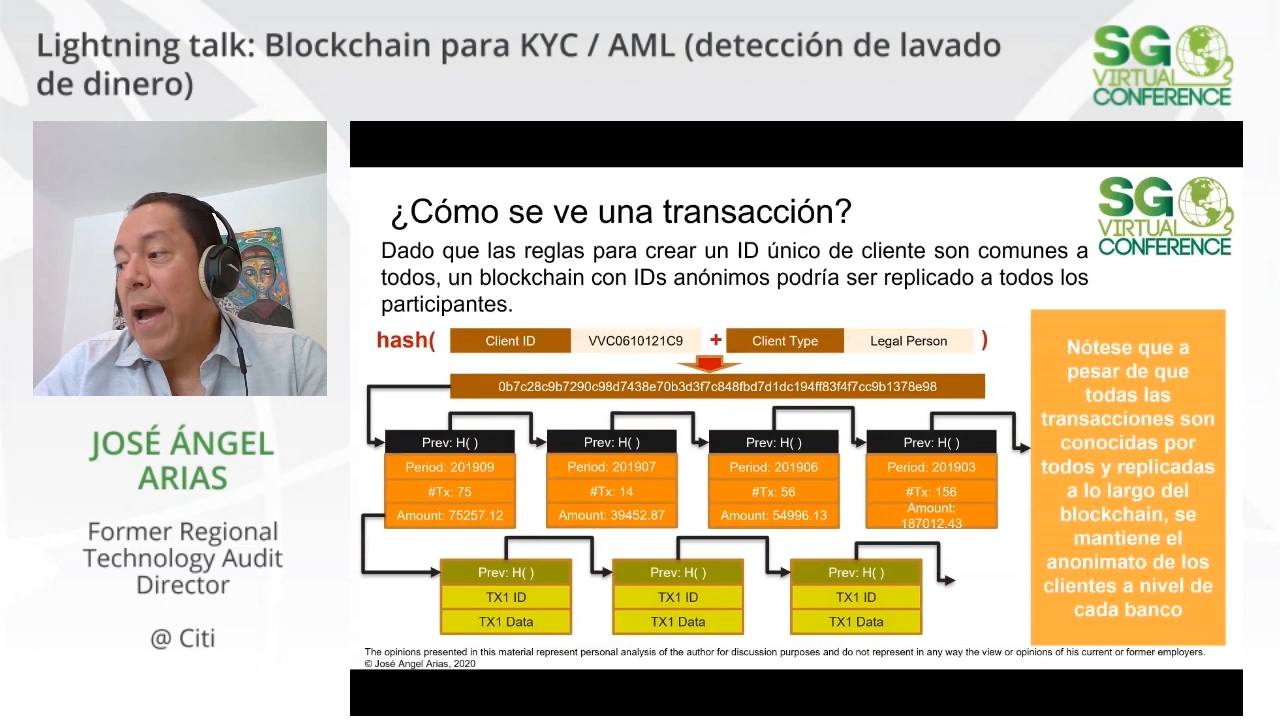 Lightning talk: Blockchain para KYC / AML (detección de lavado
de dinero)
SG
VIRTUAL
CONFERENCE
JOSÉ ÁNGEL
ARIAS
Former Regional
Technology Audit
Director
@ Citi
¿Cómo se ve una transacción?
SG
VIRTUAL
CONFERENCE
Dado que las reglas para crear un ID único de cliente son comunes a
todos, un blockchain con IDs anónimos podría ser replicado a todos los
participantes.
hash( Client ID VVC0610121C9 + Client Type Legal Person )
0b7c28c9b7290c98d7438e70b3d3f7c848fbd7d1dc194ff83f4f7cc9b1378e98
Prev: H( ) Prev: H( ) Prev: H( ) Prev: H( )
Period: 201909 Period: 201907 Period: 201906 Period: 201903
#Tx: 75 #Tx: 14 #Tx: 56 #Tx: 156
Amount: 75257.12 Amount: 39452.87 Amount: 54996.13 Amount:
187012.43
Prev: H( ) Prev: H( ) Prev: H( )
TX1 ID TX1 ID TX1 ID
TX1 Data TX1 Data TX1 Data
Nótese que a
pesar de que
todas las
transacciones son
conocidas por
todos y replicadas
a lo largo del
blockchain, se
mantiene el
anonimato de los
clientes a nivel de
cada banco
The opinions presented in this material represent personal analysis of the author for discussion purposes and do not represent in any way the view or opinions of his current or former employers.
© José Angel Arias, 2020